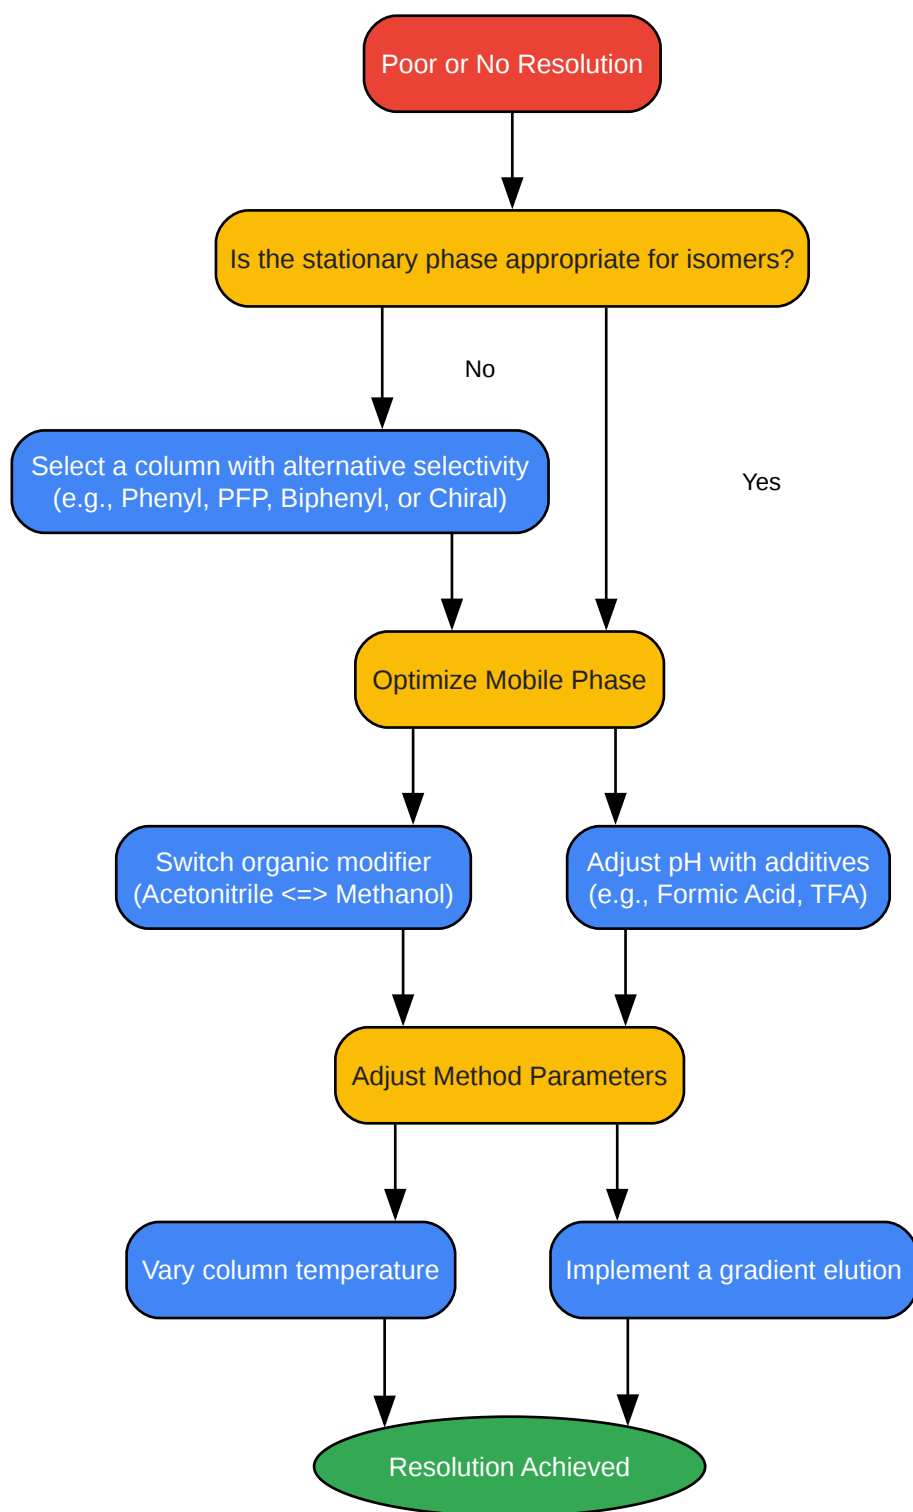 Poor or No Resolution
Is the stationary phase appropriate for isomers?
No
Select a column with alternative selectivity
(e.g., Phenyl, PFP, Biphenyl, or Chiral)
Yes
Optimize Mobile Phase
Switch organic modifier
(Acetonitrile <=> Methanol)
Adjust pH with additives
(e.g., Formic Acid, TFA)
Adjust Method Parameters
Vary column temperature
Implement a gradient elution
Resolution Achieved